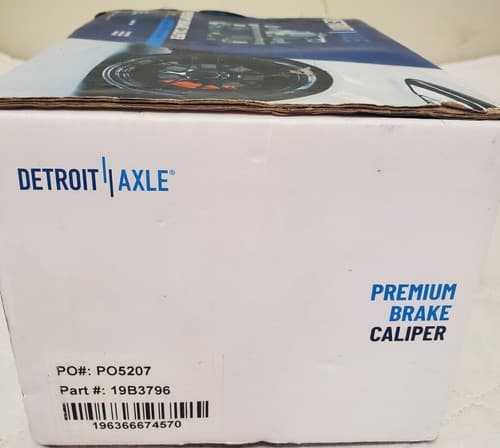 DETROIT AXLE®
PREMIUM
BRAKE
CALIPER
PO#: PO5207
Part #: 19B3796
196366674570